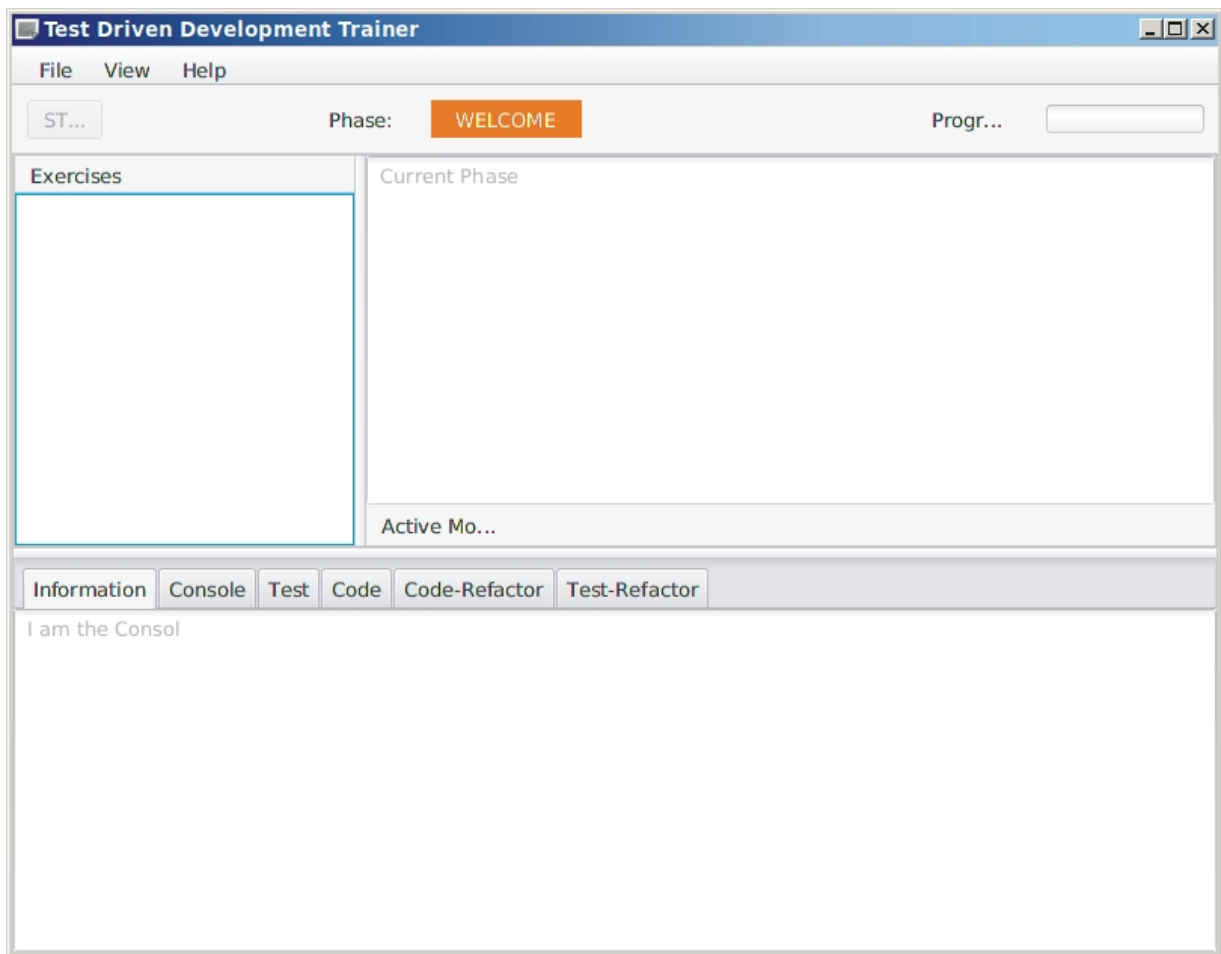 Test Driven Development Trainer
File View Help
ST... Phase: WELCOME Progr...
Exercises
Current Phase
Active Mo...
Information Console Test Code Code-Refactor Test-Refactor
I am the Consol